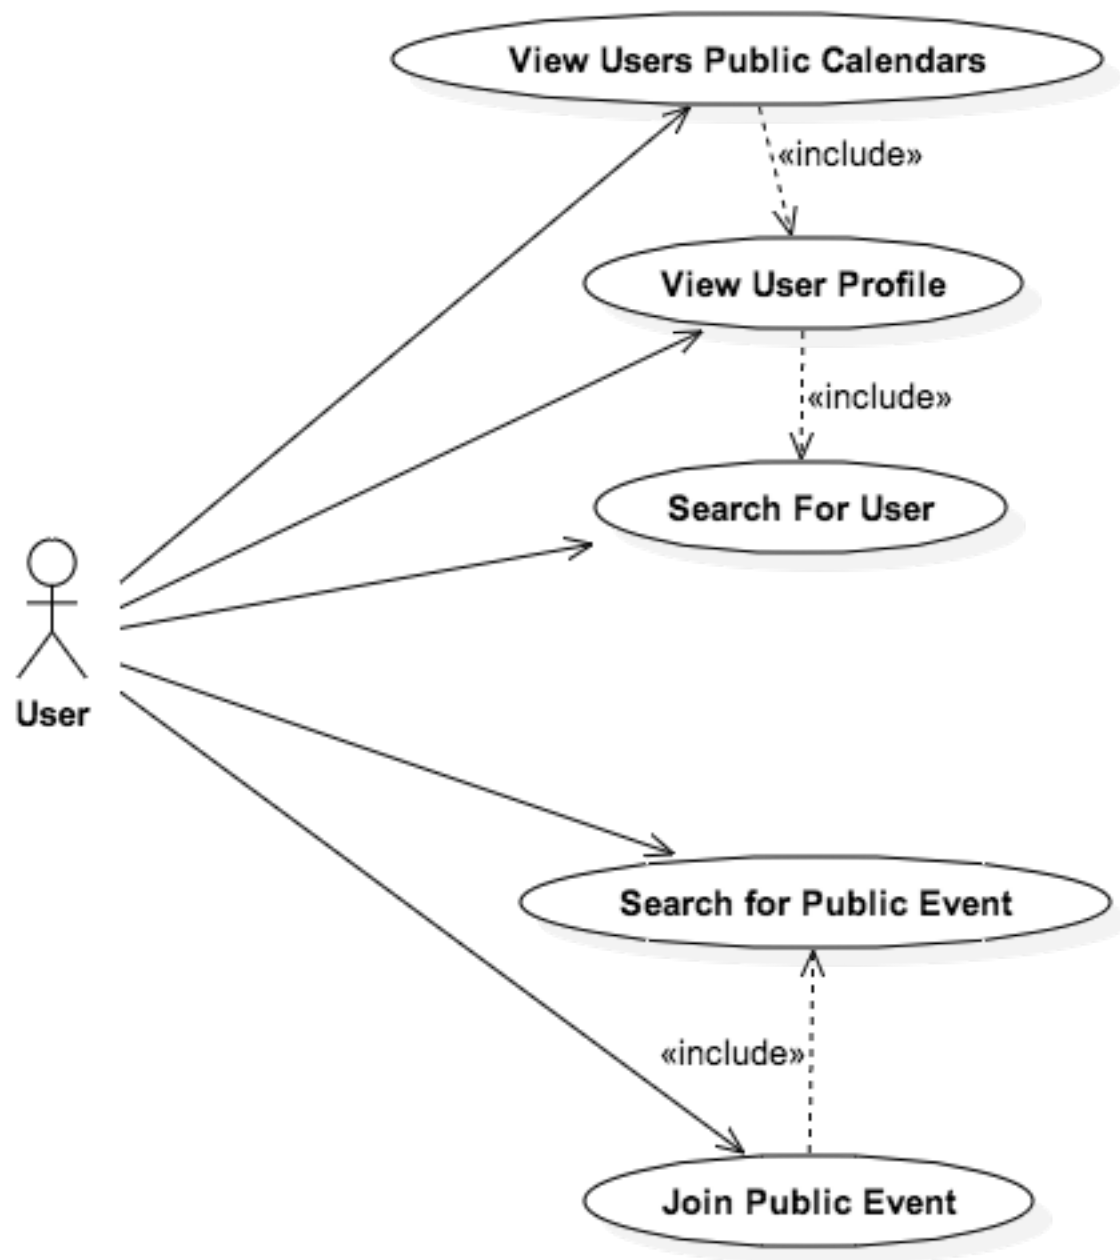 View Users Public Calendars
«include»
View User Profile
«include»
Search For User
User
Search for Public Event
«include»
Join Public Event